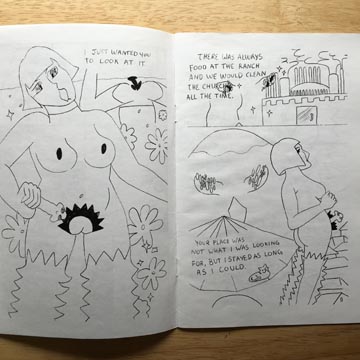 I JUST WANTED YOU
TO LOOK AT IT
THERE WAS ALWAYS
FOOD AT THE RANCH
AND WE WOULD CLEAN
THE CHURCH
ALL THE TIME.
YOUR PLACE WAS
NOT WHAT I WAS LOOKING
FOR, BUT I STAYED AS LONG
AS I COULD.